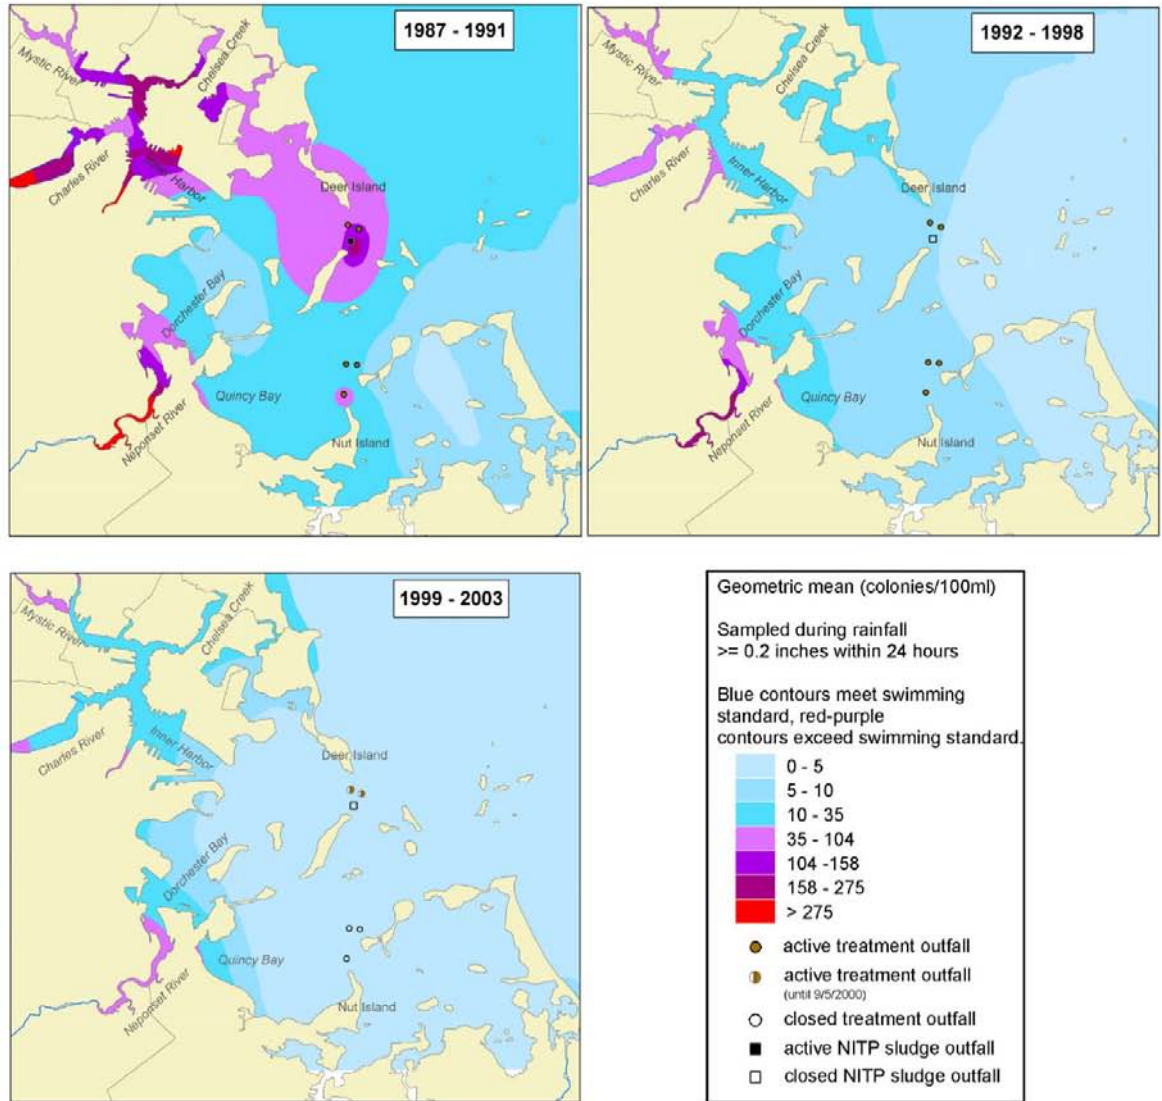 1987 - 1991
Mystic River
Chelsea Creek
Charles River
Harbor
Deer Island
Dorchester Bay
Quincy Bay
Neponset River
Nut Island
1992 - 1998
Mystic River
Chelsea Creek
Charles River
Inner Harbor
Deer Island
Dorchester Bay
Quincy Bay
Neponset River
Nut Island
1999 - 2003
Mystic River
Chelsea Creek
Charles River
Inner Harbor
Deer Island
Dorchester Bay
Quincy Bay
Neponset River
Nut Island
Geometric mean (colonies/100ml)
Sampled during rainfall
>= 0.2 inches within 24 hours
Blue contours meet swimming
standard, red-purple
contours exceed swimming standard.
0 - 5
5 - 10
10 - 35
35 - 104
104 -158
158 - 275
> 275
active treatment outfall
active treatment outfall
(until 9/5/2000)
closed treatment outfall
active NITP sludge outfall
closed NITP sludge outfall